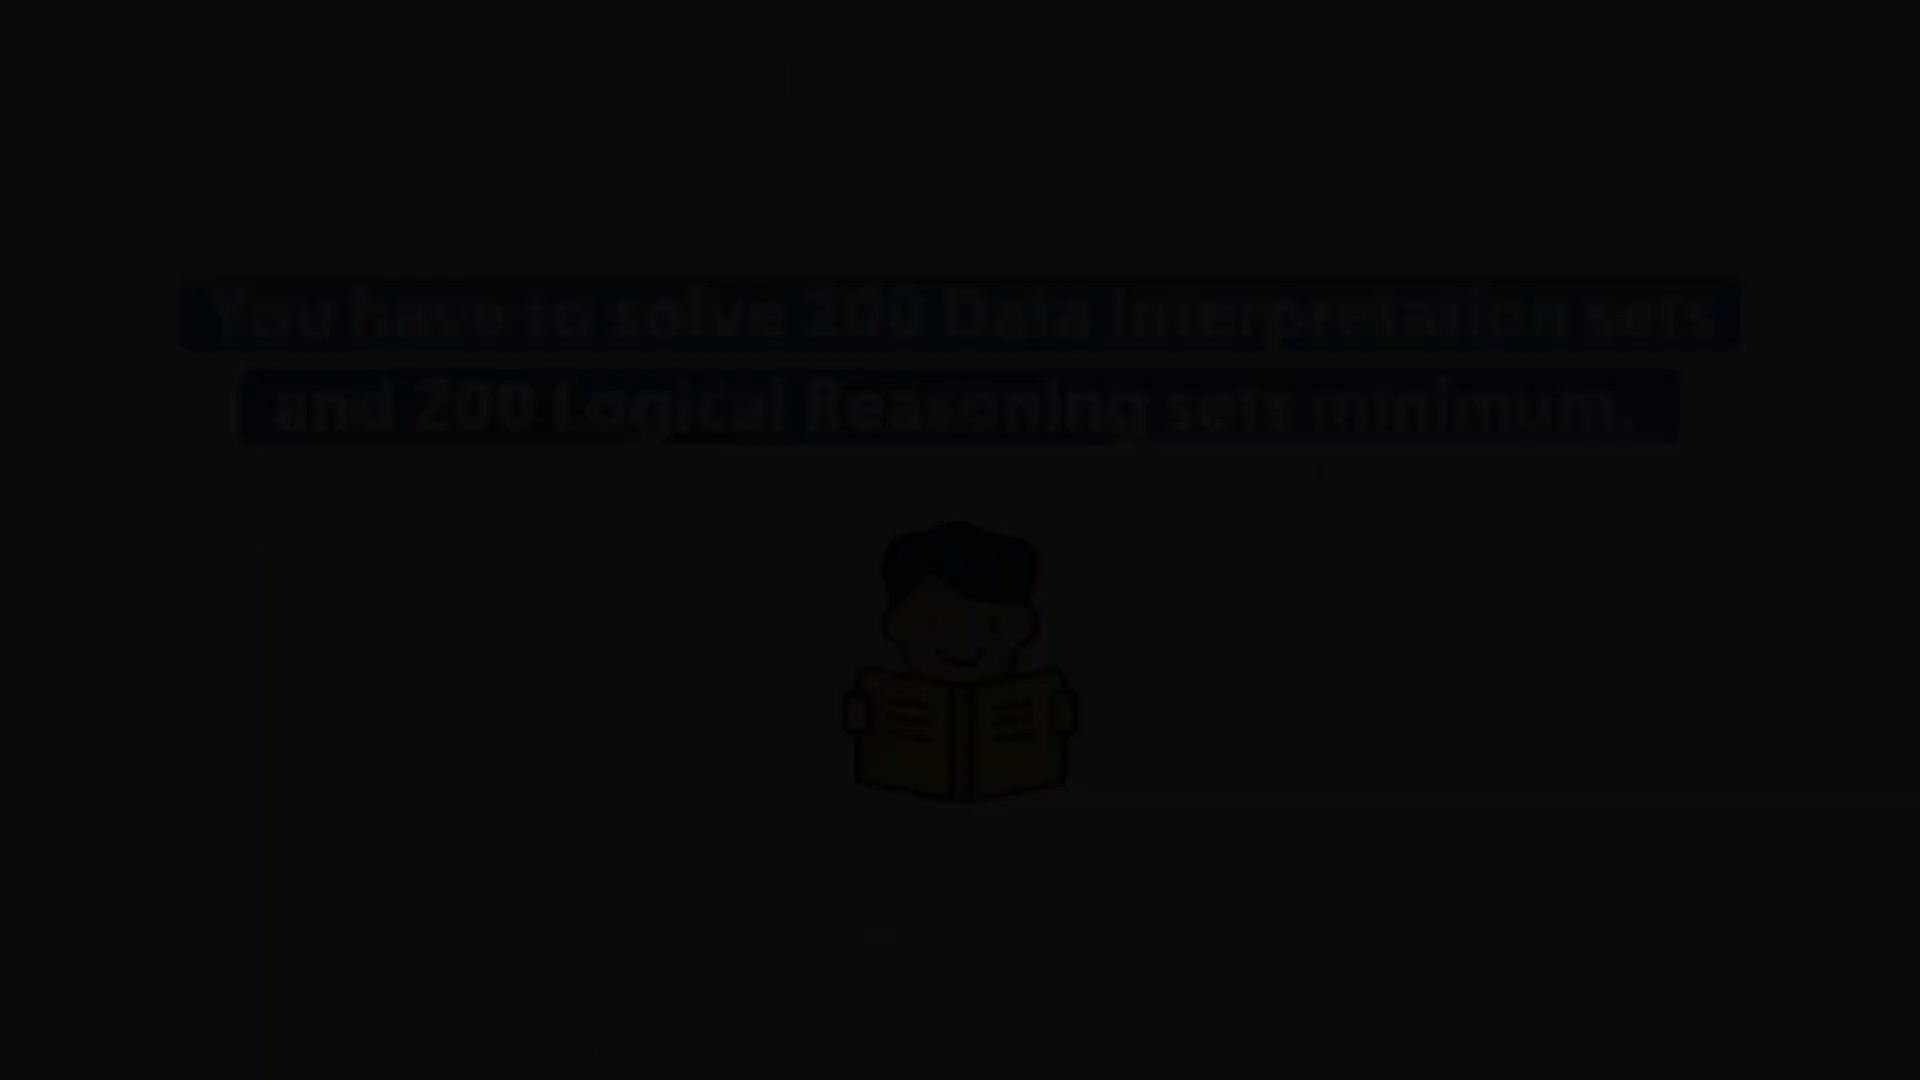 You have to solve 200 Data Interpretation sets
and 200 Logical Reasoning sets minimum.